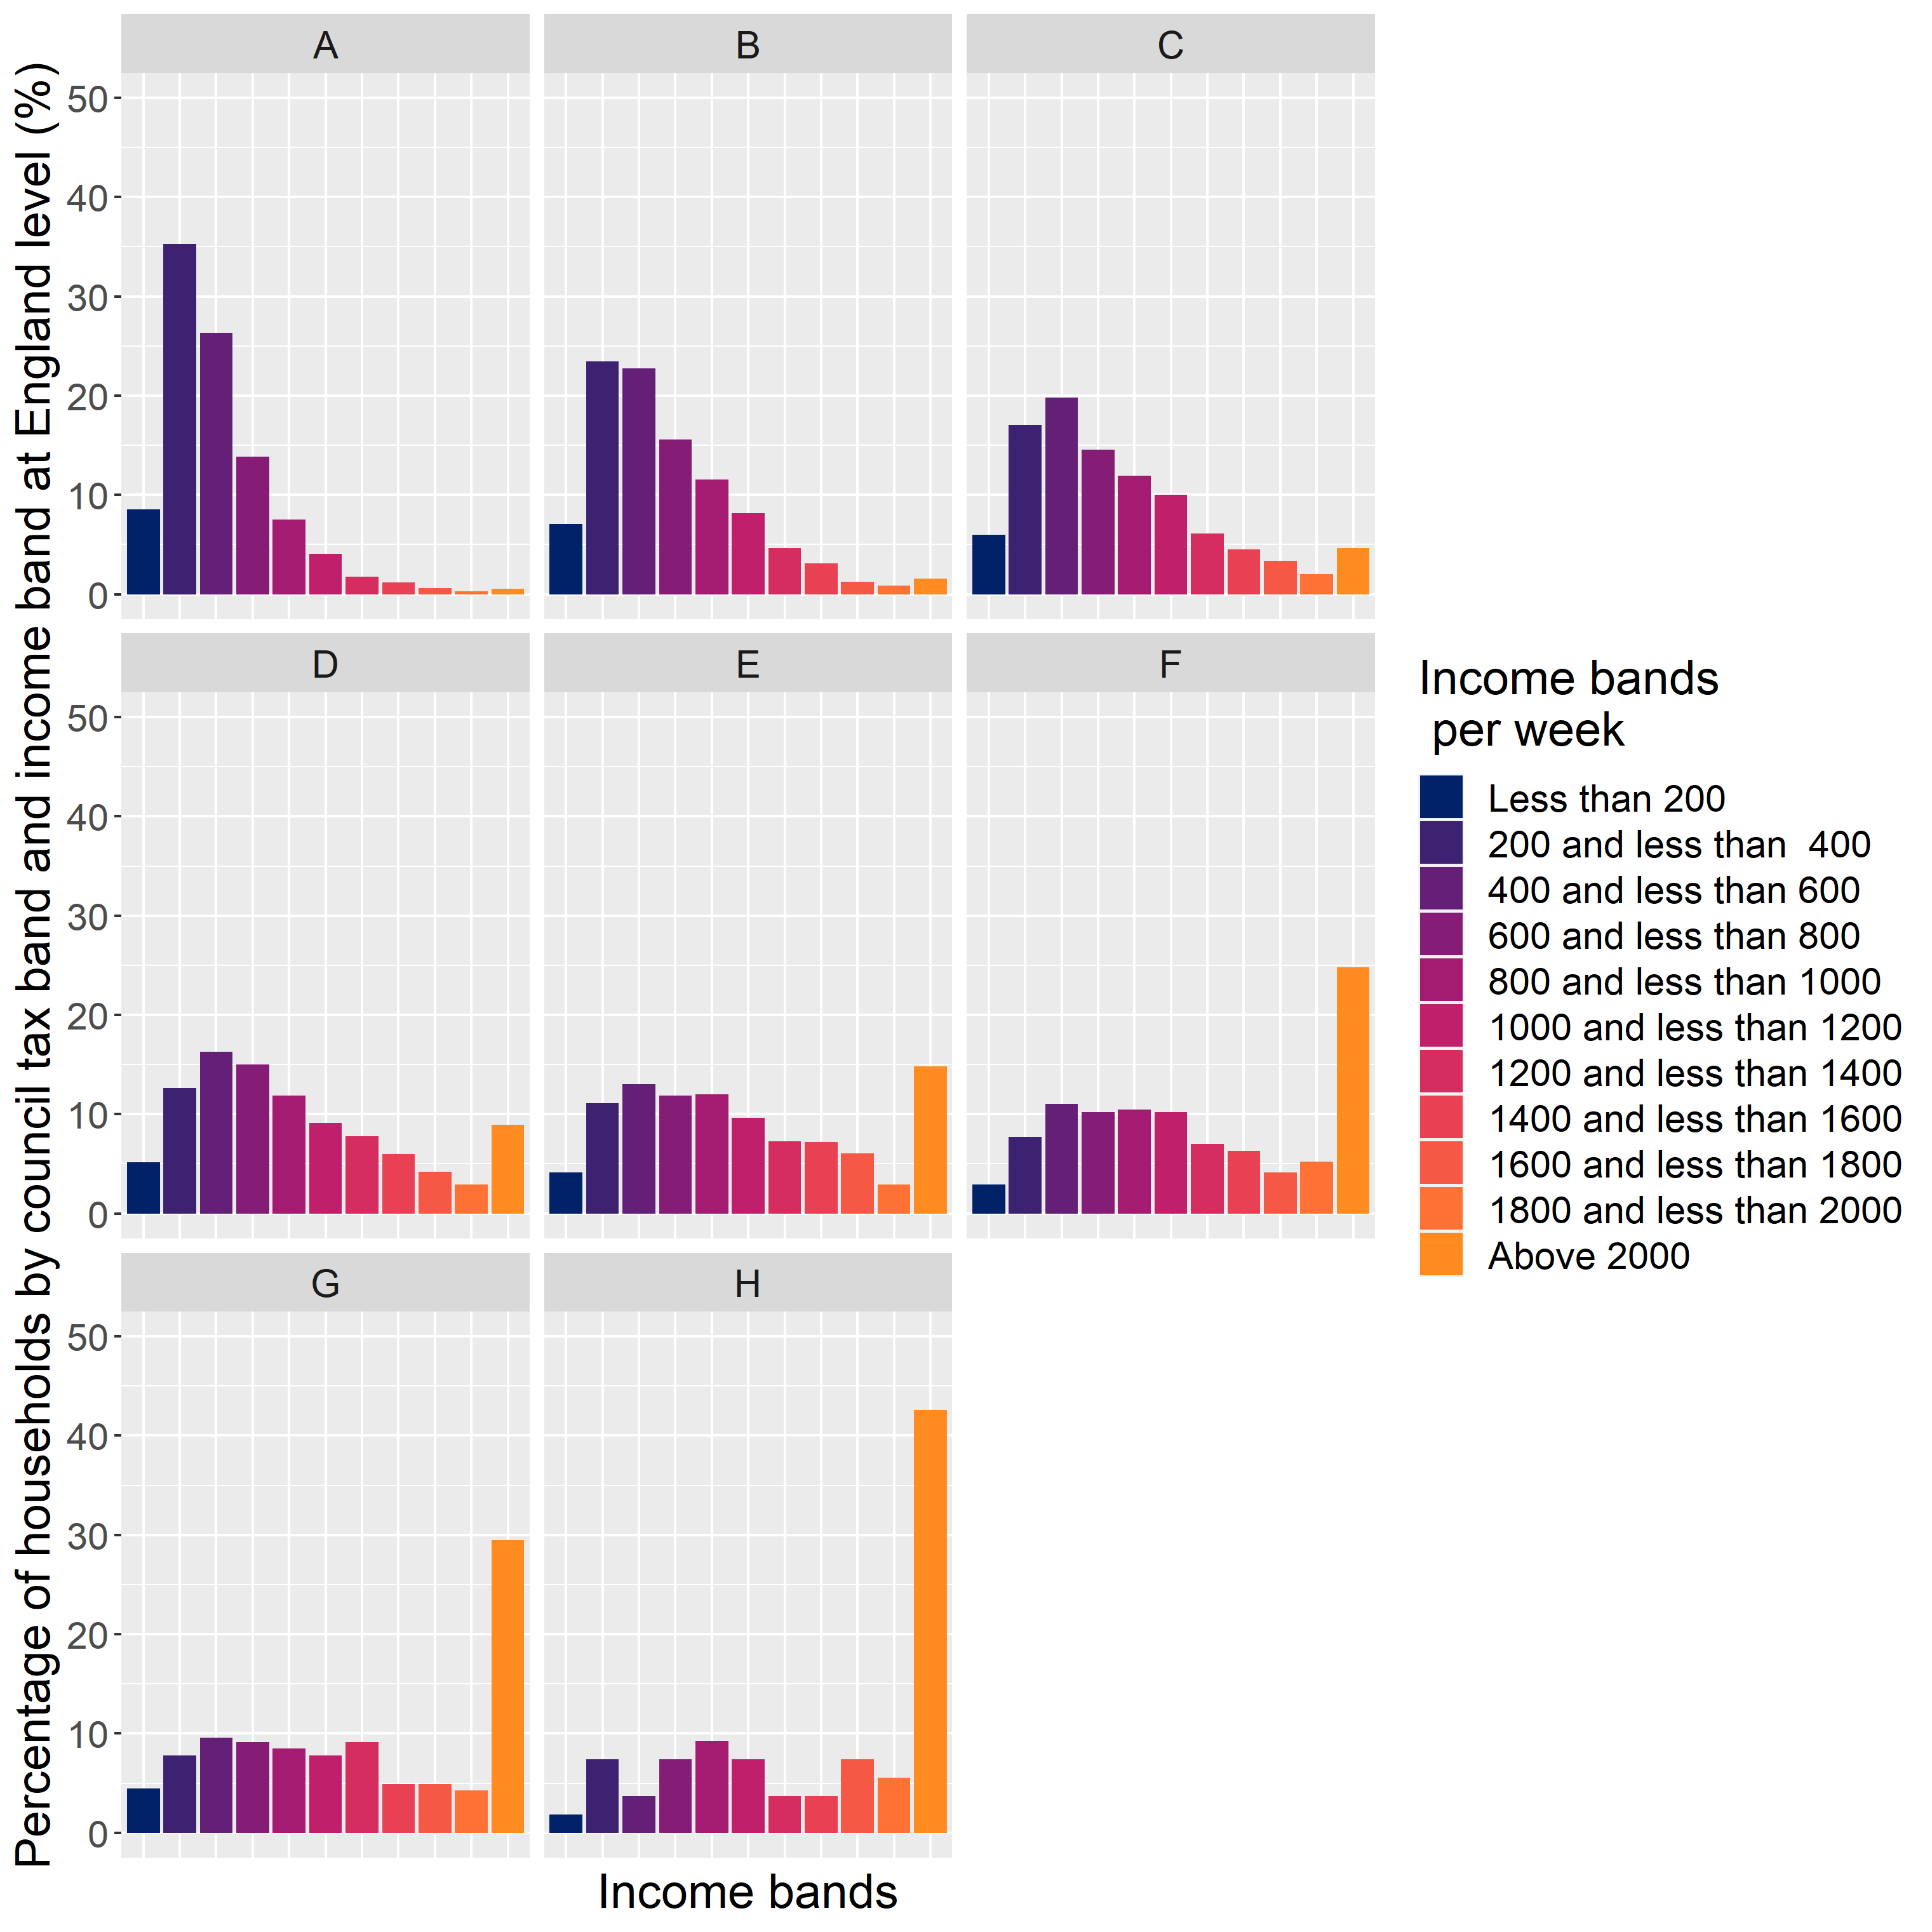 Percentage of households by council tax band and income band at England level (%)
A
B
C
50
40
30
20
10
0
D
E
F
50
40
30
20
10
0
G
H
50
40
30
20
10
0
Income bands
Income bands
per week
Less than 200
200 and less than  400
400 and less than 600
600 and less than 800
800 and less than 1000
1000 and less than 1200
1200 and less than 1400
1400 and less than 1600
1600 and less than 1800
1800 and less than 2000
Above 2000